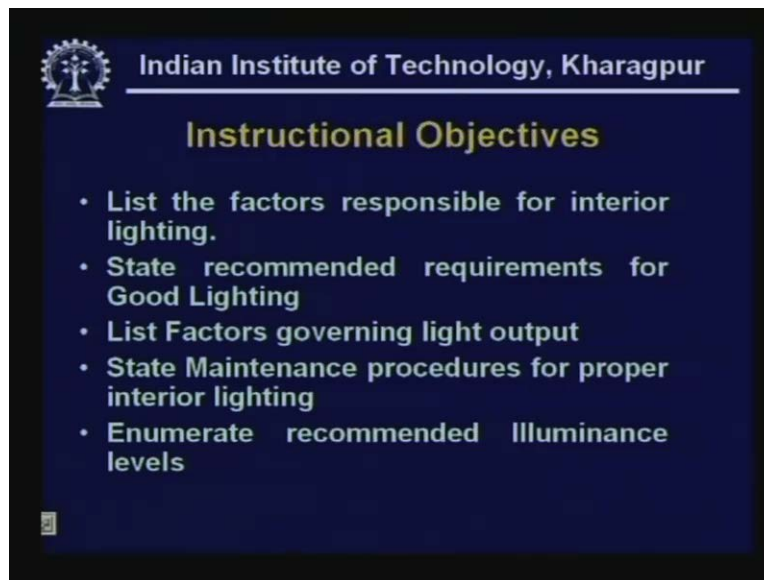 Indian Institute of Technology, Kharagpur
Instructional Objectives
• List the factors responsible for interior
lighting.
• State recommended requirements for
Good Lighting
• List Factors governing light output
• State Maintenance procedures for proper
interior lighting
• Enumerate recommended Illuminance
levels